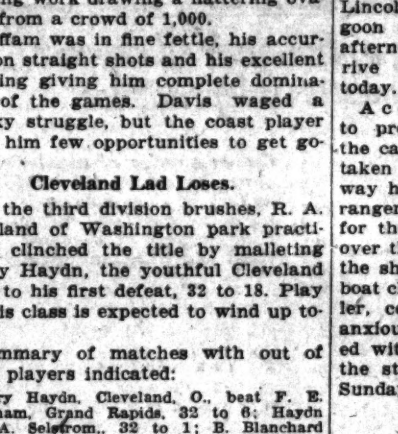 from a crowd of 1,000.
ffam was in fine fettle, his accur-
on straight shots and his excellent
ing giving him complete domina-
of the games. Davis waged a
ky struggle, but the coast player
him few opportunities to get go-
Cleveland Lad Loses.
the third division brushes, R. A.
land of Washington park practi-
clinched the title by malleting
y Haydn, the youthful Cleveland
to his first defeat, 32 to 18. Play
is class is expected to wind up to-
mmary of matches with out of
players indicated:
ry Haydn, Cleveland, O., beat F. E.
ham, Grand Rapids, 32 to 6; Haydn
A. Selstrom., 32 to 1; B. Blanchard
Lincol
goon
aftern
rive
today.
A c
to pr
the ca
taken
way h
ranger
for th
over t
the sh
boat c
ler, c
anxiou
ed wit
the st
Sunda